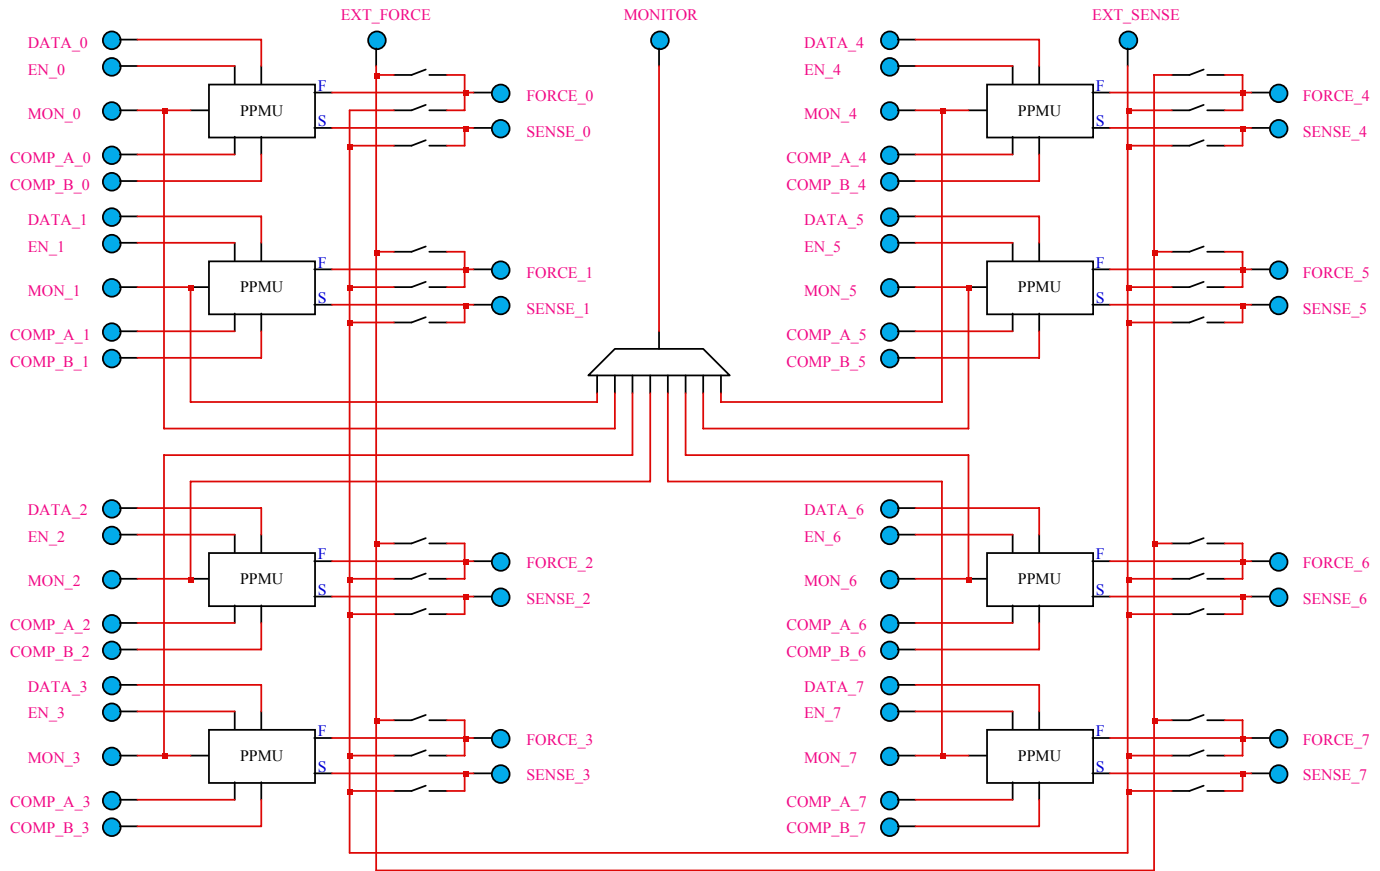 EXT_FORCE
MONITOR
EXT_SENSE
DATA_0
EN_0
MON_0
COMP_A_0
COMP_B_0
PPMU
F
S
FORCE_0
SENSE_0
DATA_1
EN_1
MON_1
COMP_A_1
COMP_B_1
PPMU
F
S
FORCE_1
SENSE_1
DATA_2
EN_2
MON_2
COMP_A_2
COMP_B_2
PPMU
F
S
FORCE_2
SENSE_2
DATA_3
EN_3
MON_3
COMP_A_3
COMP_B_3
PPMU
F
S
FORCE_3
SENSE_3
DATA_4
EN_4
MON_4
COMP_A_4
COMP_B_4
PPMU
F
S
FORCE_4
SENSE_4
DATA_5
EN_5
MON_5
COMP_A_5
COMP_B_5
PPMU
F
S
FORCE_5
SENSE_5
DATA_6
EN_6
MON_6
COMP_A_6
COMP_B_6
PPMU
F
S
FORCE_6
SENSE_6
DATA_7
EN_7
MON_7
COMP_A_7
COMP_B_7
PPMU
F
S
FORCE_7
SENSE_7